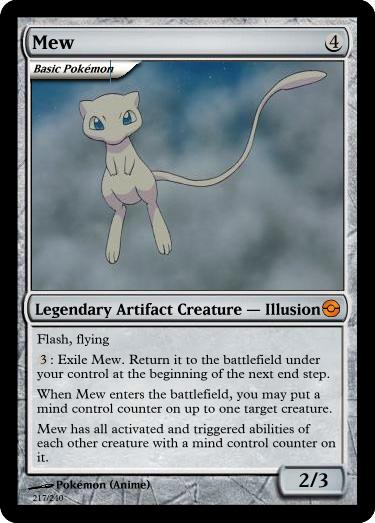 Mew 4
Basic Pokémon
Legendary Artifact Creature — Illusion
Flash, flying
3 : Exile Mew. Return it to the battlefield under
your control at the beginning of the next end step.
When Mew enters the battlefield, you may put a
mind control counter on up to one target creature.
Mew has all activated and triggered abilities of
each other creature with a mind control counter on
it.
2/3
Pokémon (Anime)
217/240